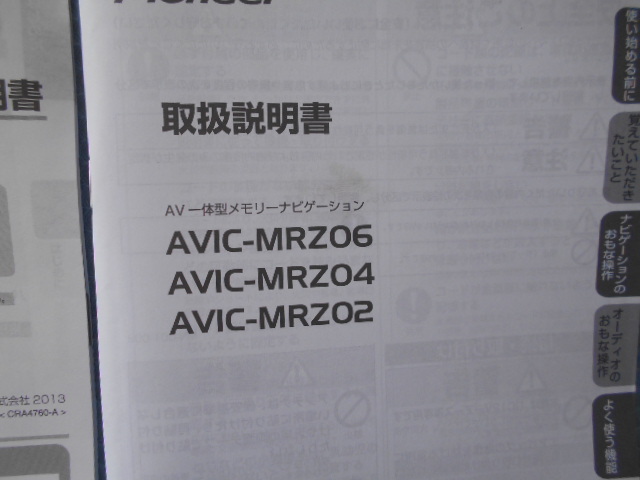 Pioneer
取扱説明書
AV一体型メモリーナビゲーション
AVIC-MRZ06
AVIC-MRZ04
AVIC-MRZ02
使い始める前に
覚えていただき
たいこと
ナビゲーションの
おもな操作
オーディオの
おもな操作
よく使う機能
明書
式会社 2013
< CRA4760-A >